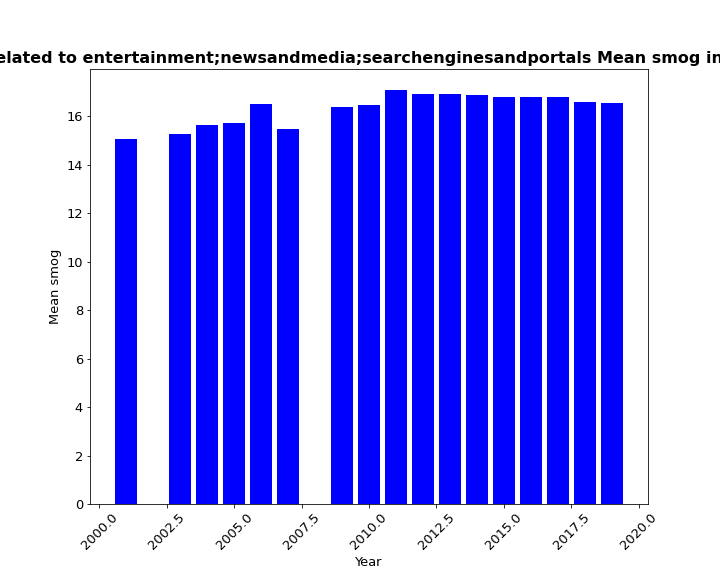 elated to entertainment;newsandmedia;searchenginesandportals Mean smog in
16
14
12
10
8
6
4
2
0
Mean smog
2000.0 2002.5 2005.0 2007.5 2010.0 2012.5 2015.0 2017.5 2020.0
Year